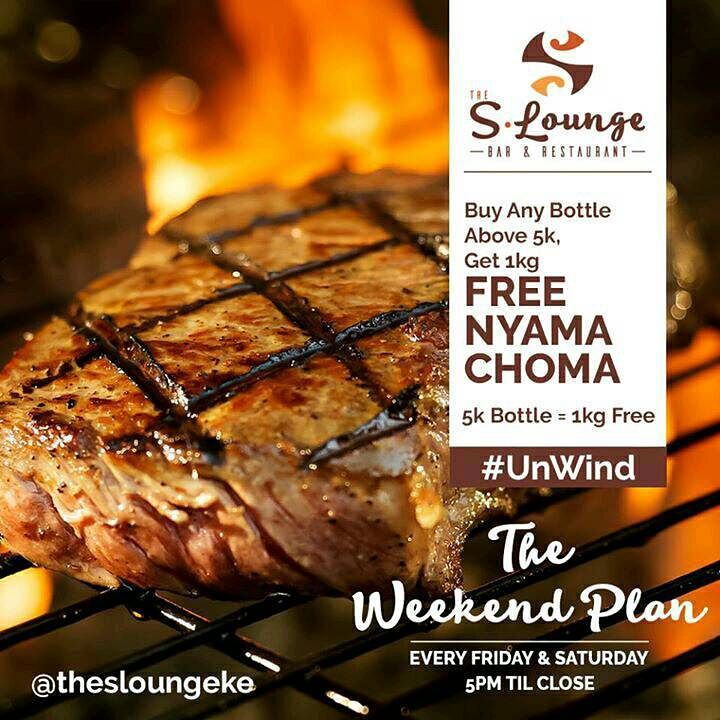 THE
S.Lounge
BAR & RESTAURANT
Buy Any Bottle
Above 5k,
Get 1kg
FREE
NYAMA
CHOMA
5k Bottle = 1kg Free
#UnWind
The
Weekend Plan
EVERY FRIDAY & SATURDAY
5PM TIL CLOSE
@thesloungeke